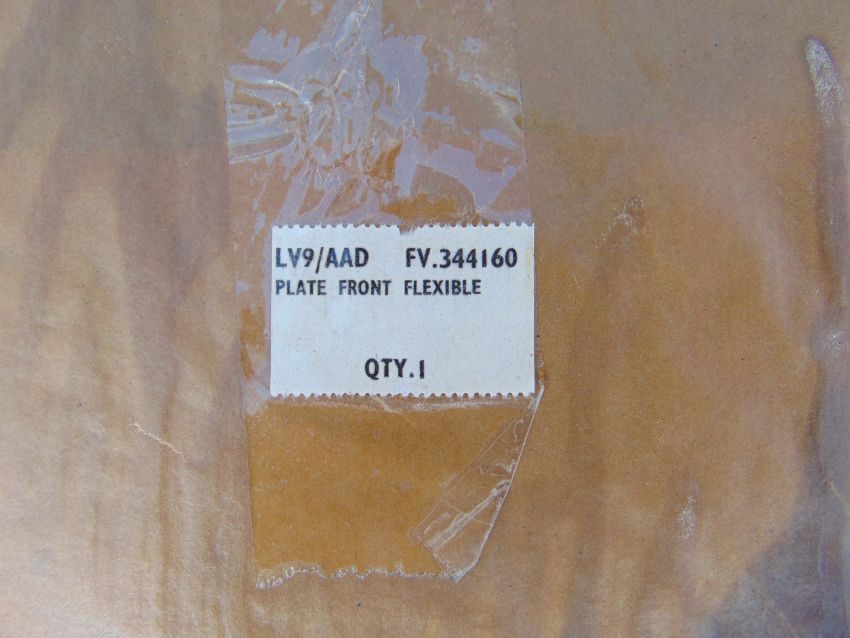 LV9/AAD FV.344160
PLATE FRONT FLEXIBLE
QTY.1